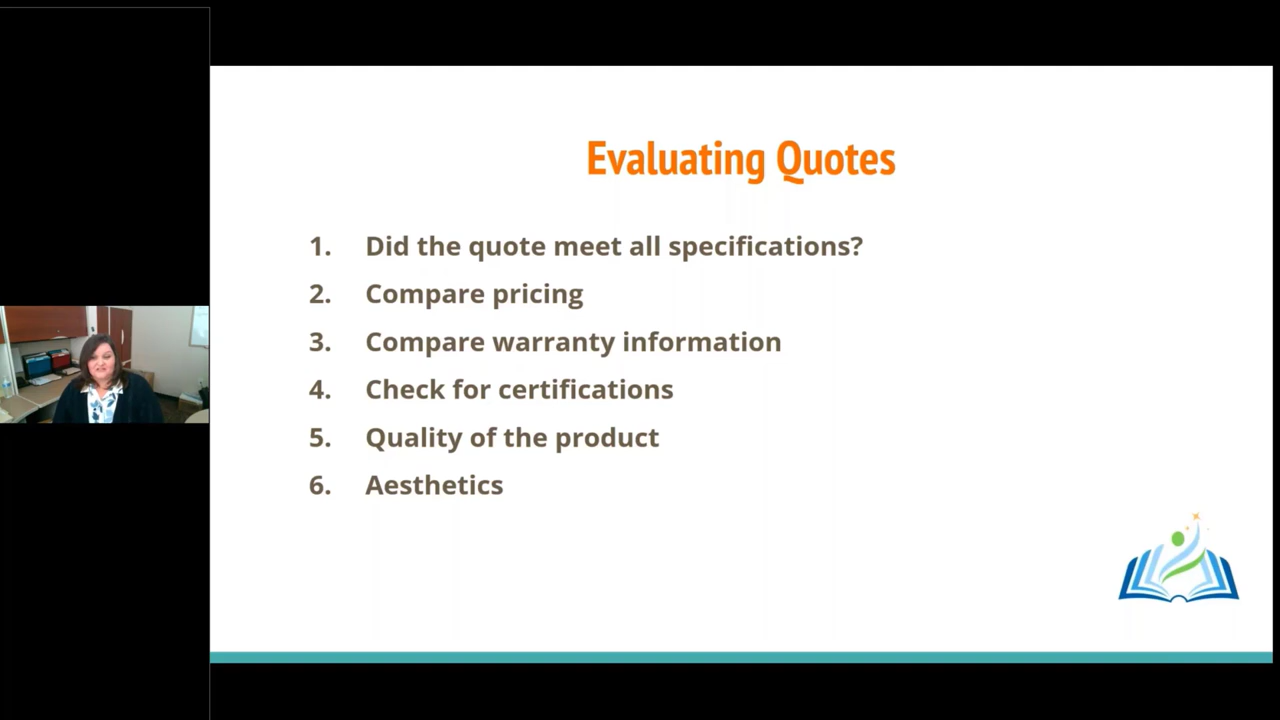 Evaluating Quotes
1. Did the quote meet all specifications?
2. Compare pricing
3. Compare warranty information
4. Check for certifications
5. Quality of the product
6. Aesthetics